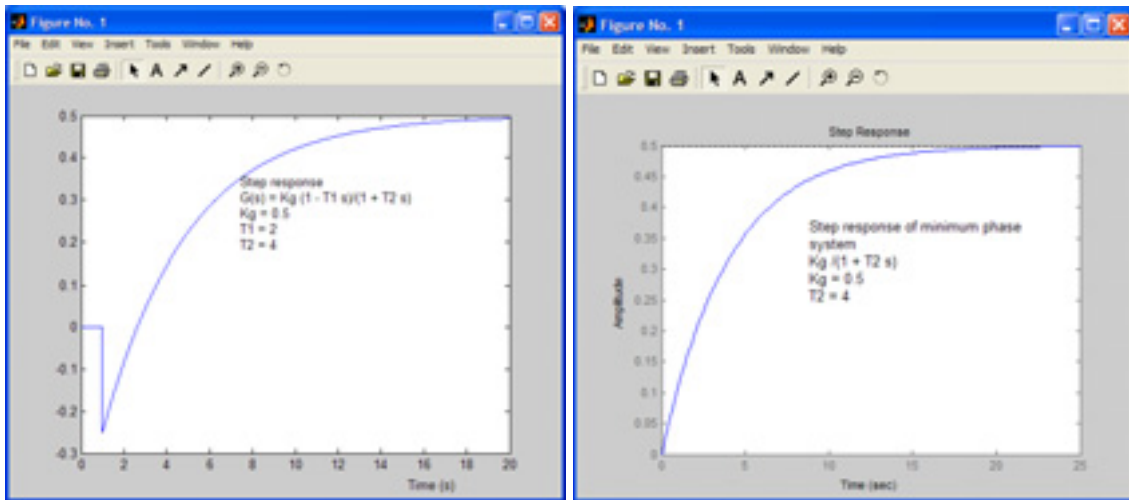 Figure No. 1
File Edit View Insert Tools Window Help
A
0.5
0.4
0.3
0.2
0.1
0
-0.1
-0.2
-0.3
Step response
G(s) = Kg (1 - T1 s)/(1 + T2 s)
Kg = 0.5
T1 = 2
T2 = 4
0 2 4 6 8 10 12 14 16 18 20
Time (s)
Figure No. 1
File Edit View Insert Tools Window Help
A
Step Response
Amplitude
0.5
0.45
0.4
0.35
0.3
0.25
0.2
0.15
0.1
0.05
0
Step response of minimum phase
system
Kg /(1 + T2 s)
Kg = 0.5
T2 = 4
0 5 10 15 20 25
Time (sec)